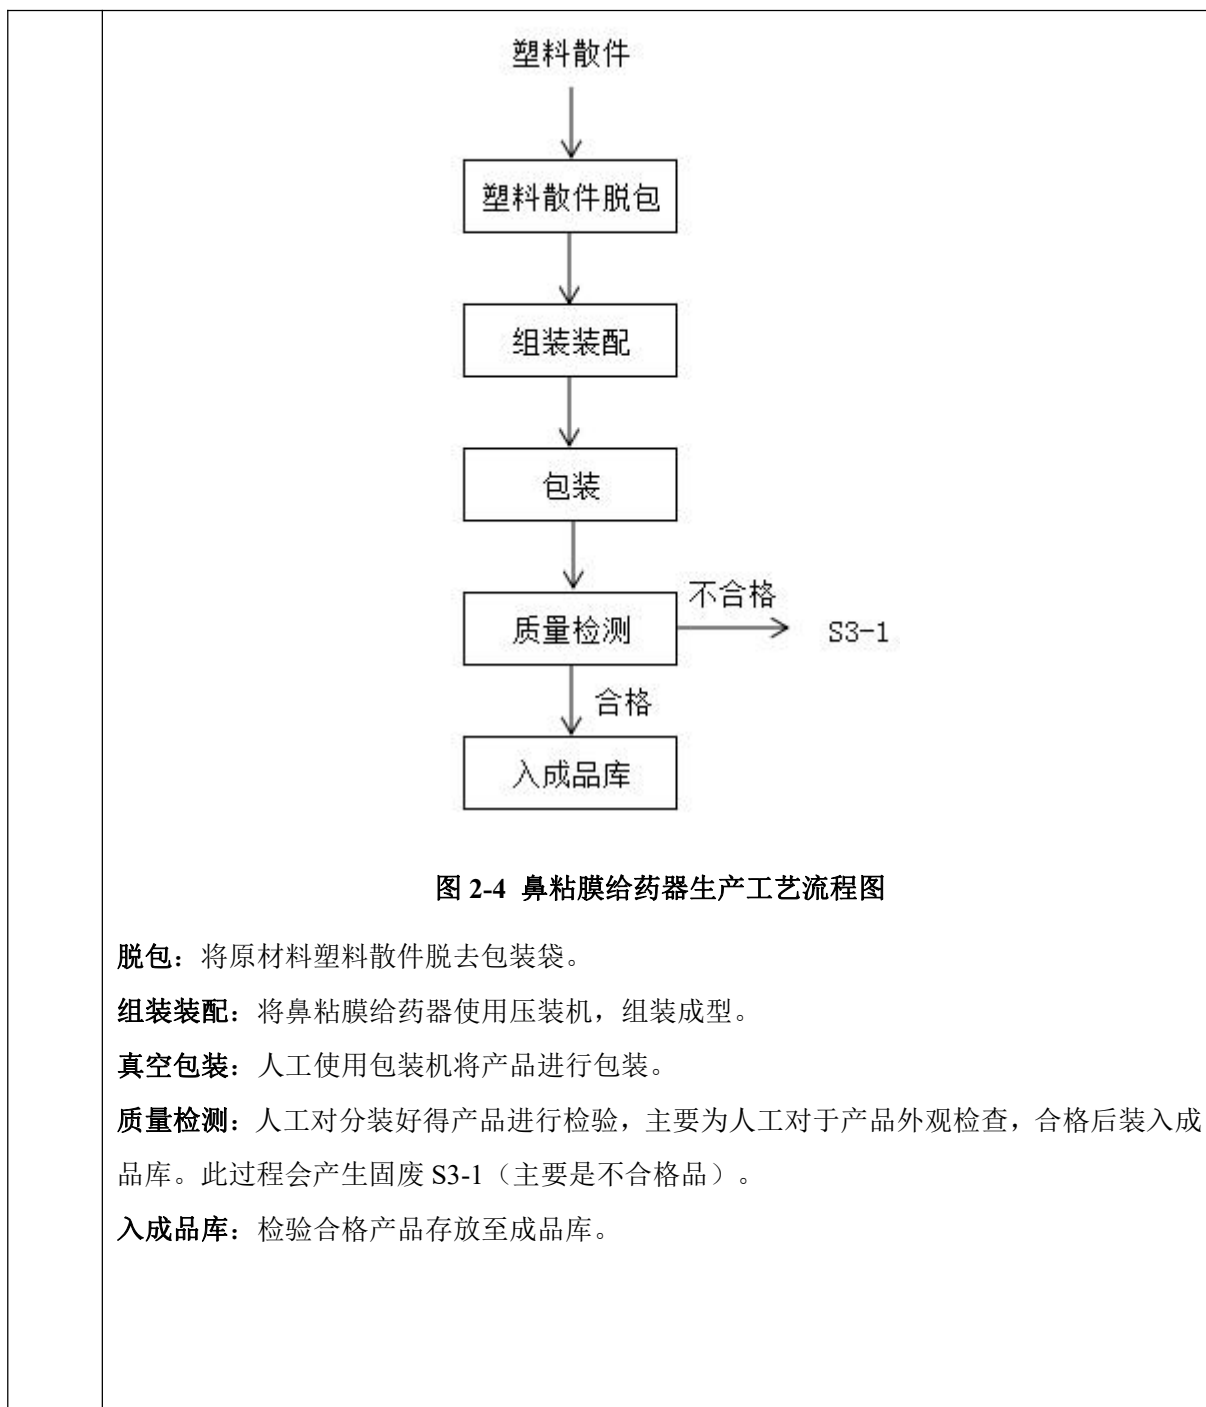 塑料散件
塑料散件脱包
组装装配
包装
质量检测
不合格
S3-1
合格
入成品库
图 2-4 鼻粘膜给药器生产工艺流程图
脱包：将原材料塑料散件脱去包装袋。
组装装配：将鼻粘膜给药器使用压装机，组装成型。
真空包装：人工使用包装机将产品进行包装。
质量检测：人工对分装好得产品进行检验，主要为人工对于产品外观检查，合格后装入成
品库。此过程会产生固废 S3-1（主要是不合格品）。
入成品库：检验合格产品存放至成品库。